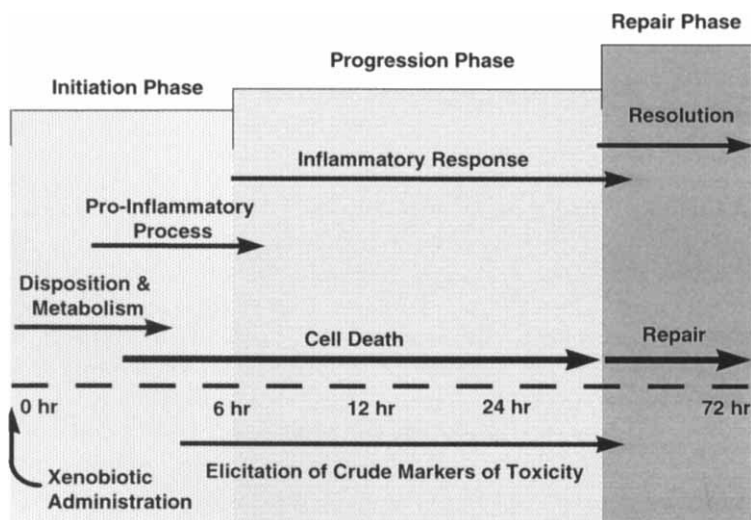 Repair Phase
Progression Phase
Initiation Phase
Resolution
Inflammatory Response
Pro-Inflammatory
Process
Disposition &
Metabolism
Cell Death
Repair
0 hr
6 hr
12 hr
24 hr
72 hr
Elicitation of Crude Markers of Toxicity
Xenobiotic
Administration